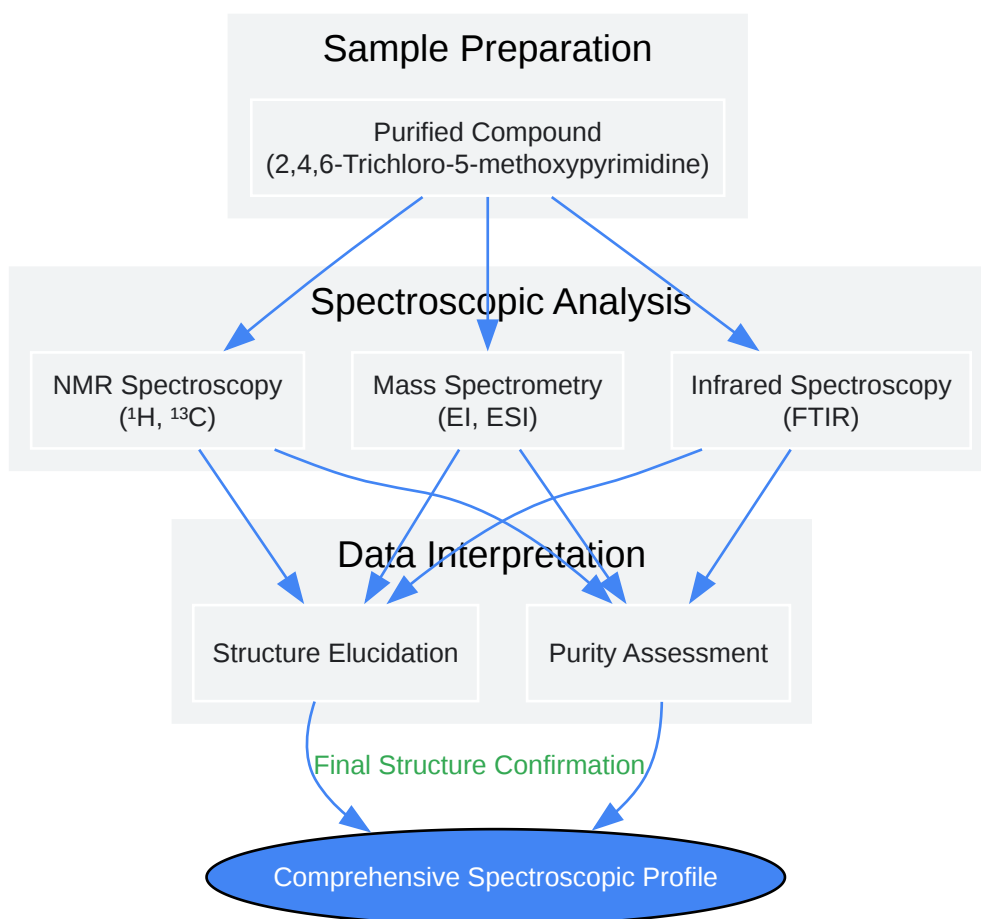 Sample Preparation
Purified Compound
(2,4,6-Trichloro-5-methoxypyrimidine)
Spectroscopic Analysis
NMR Spectroscopy
(¹H, ¹³C)
Mass Spectrometry
(EI, ESI)
Infrared Spectroscopy
(FTIR)
Data Interpretation
Structure Elucidation
Purity Assessment
Final Structure Confirmation
Comprehensive Spectroscopic Profile